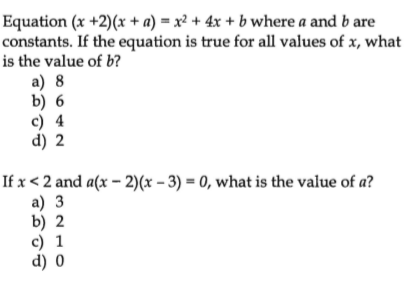 Equation (x +2)(x + a) = x² + 4x + b where a and b are
constants. If the equation is true for all values of x, what
is the value of b?
a) 8
b) 6
c) 4
d) 2
If x < 2 and a(x – 2)(x – 3) = 0, what is the value of a?
a) 3
b) 2
c) 1
d) 0